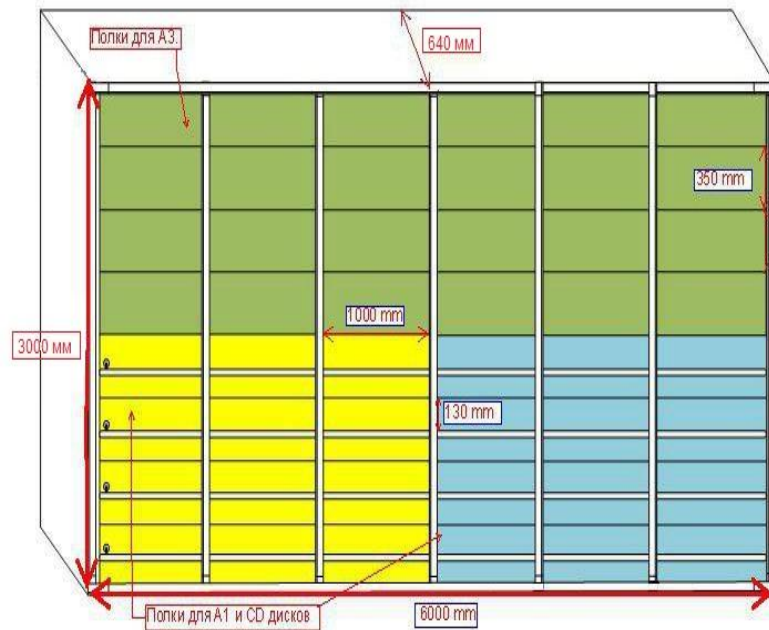 Полки для А3.
640 мм
350 mm
1000 mm
3000 мм
130 mm
Полки для А1 и CD дисков
6000 mm